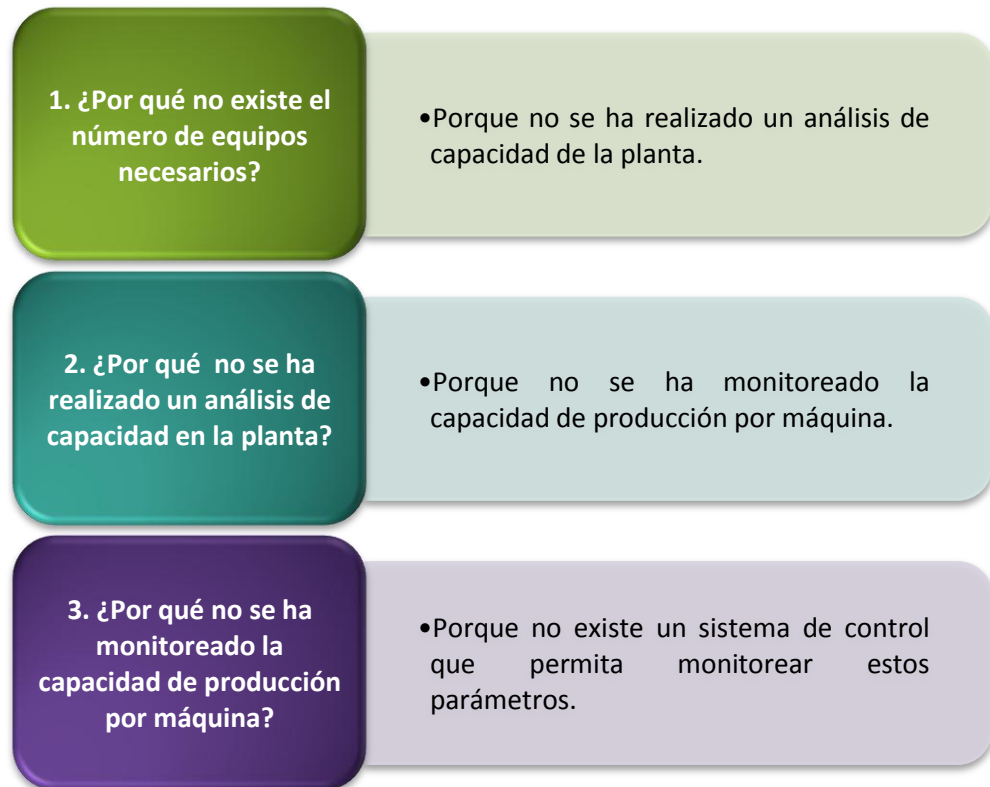 1. ¿Por qué no existe el
número de equipos
necesarios?
•Porque no se ha realizado un análisis de
capacidad de la planta.
2. ¿Por qué  no se ha
realizado un análisis de
capacidad en la planta?
•Porque no se ha monitoreado la
capacidad de producción por máquina.
3. ¿Por qué no se ha
monitoreado la
capacidad de producción
por máquina?
•Porque no existe un sistema de control
que permita monitorear estos
parámetros.